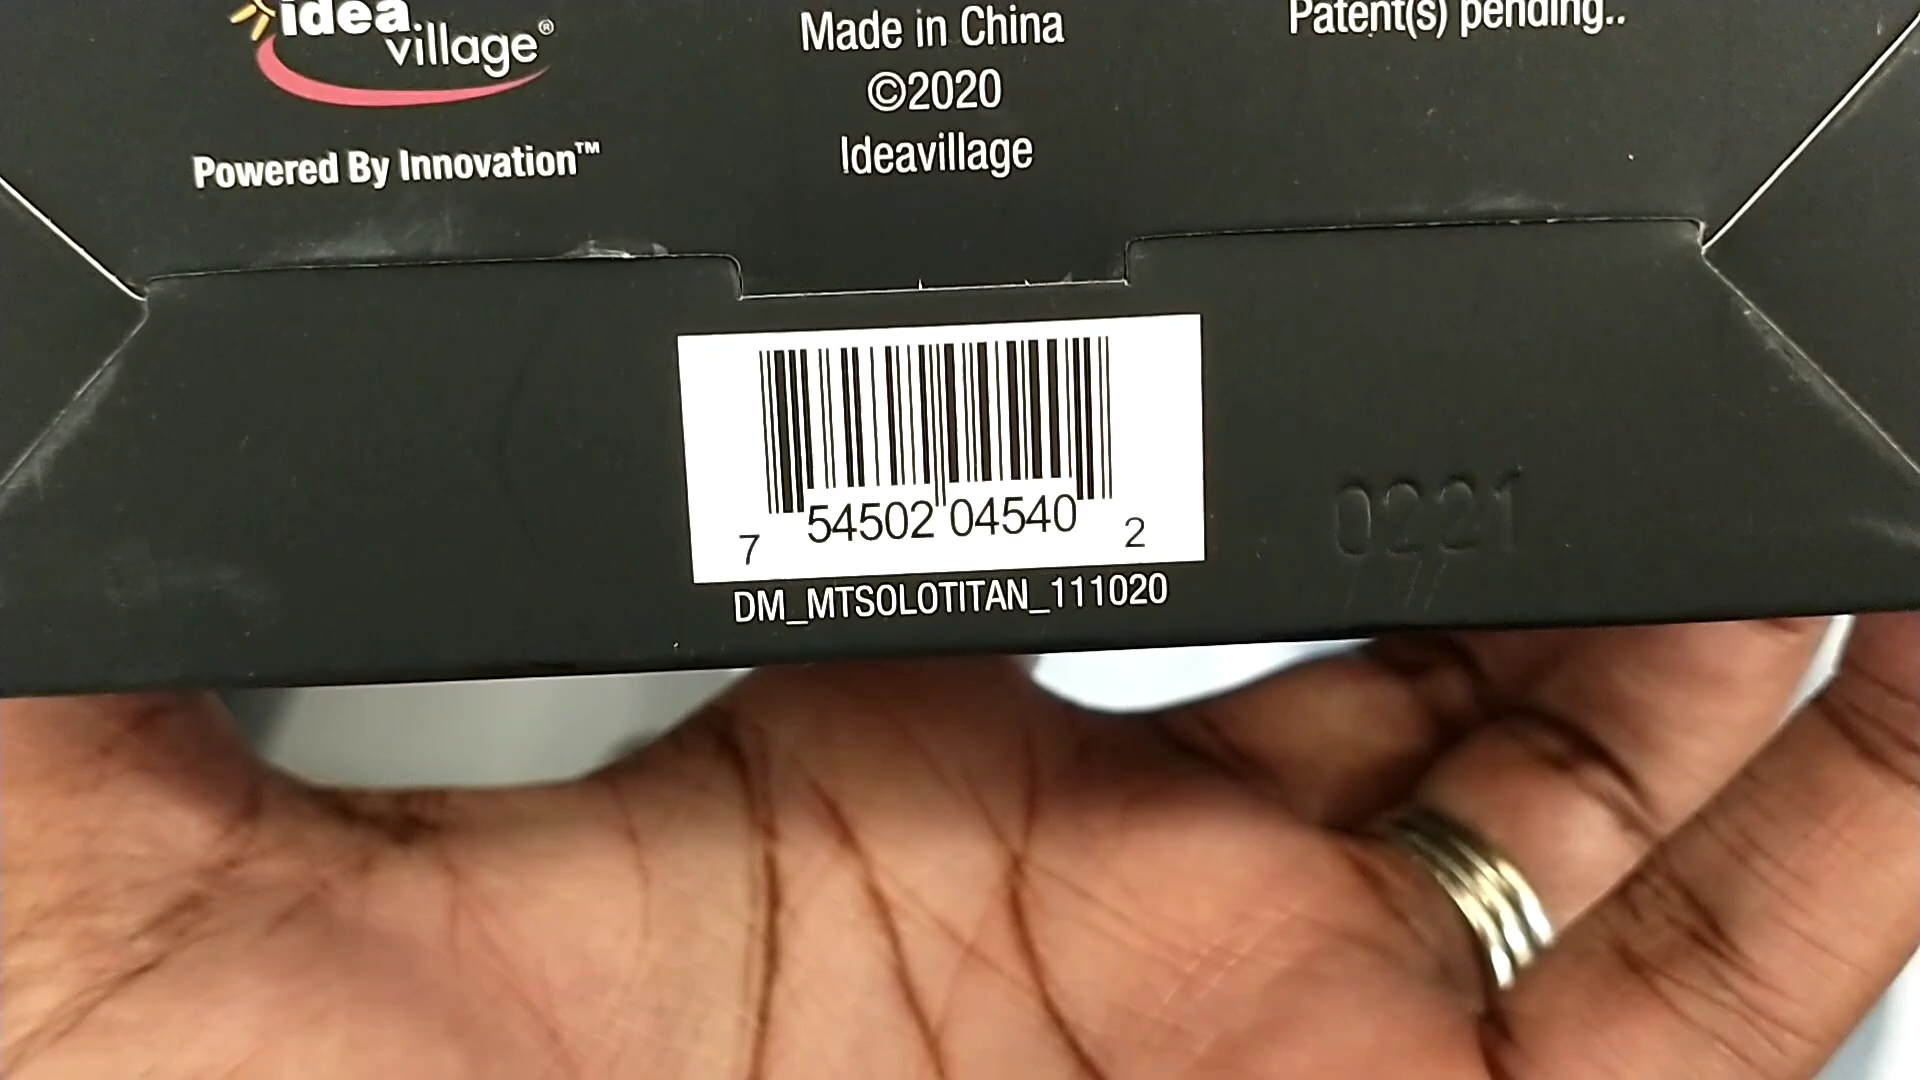 idea
village®
Powered By Innovation™
Made in China
©2020
Ideavillage
Patent(s) pending..
7 54502 04540 2
DM_MTSOLOTITAN_111020
0221